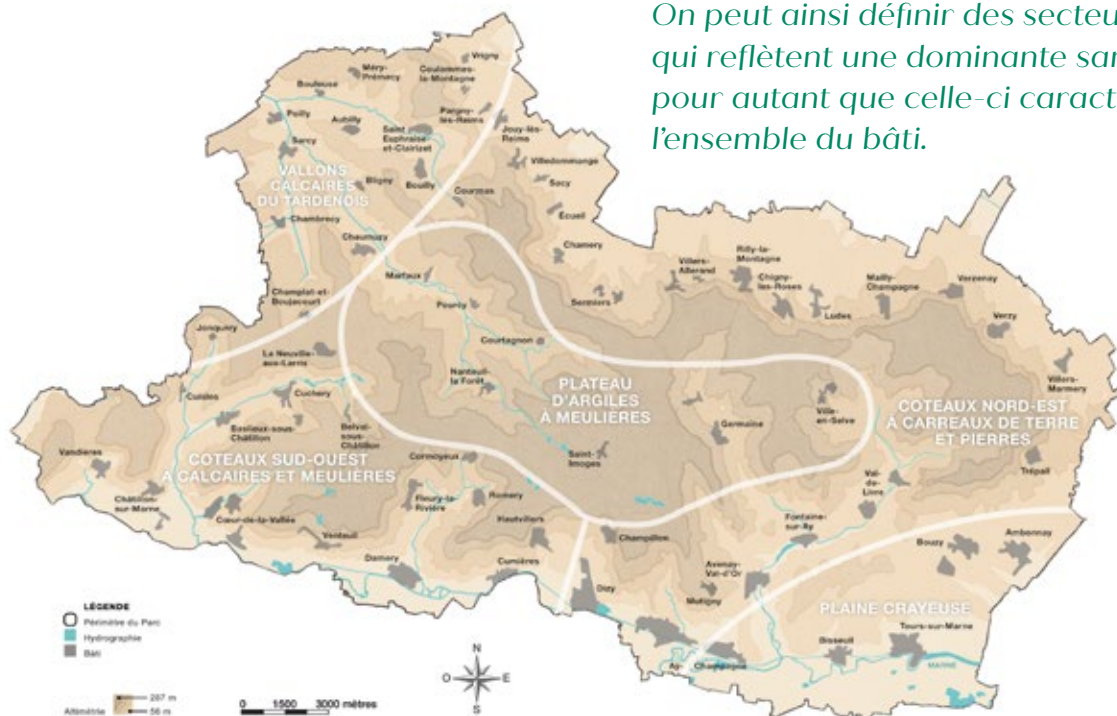 On peut ainsi définir des secteu
qui reflètent une dominante san
pour autant que celle-ci caract
l'ensemble du bâti.
Vrigny
Méry-
Prémecy
Coulommes-
la-Montagne
Bouleuse
Pargny-
lès-Reims
Poilly
Aubilly
Saint
Euphraise-
et-Clairizet
Jouy-lès-
Reims
Sarcy
Villedommange
VALLONS
CALCAIRES
DU TARDENOIS
Bligny
Bouilly
Courmas
Sacy
Écueil
Chambrecy
Chaumuzy
Chamery
Marfaux
Villers-
Allerand
Rilly-la-
Montagne
Chigny-
les-Roses
Mailly-
Champagne
Verzenay
Champlat-et-
Boujacourt
Pourcy
Sermiers
Ludes
Verzy
Jonquery
Courtagnon
La Neuville-
aux-Larris
Nanteuil-
la Forêt
PLATEAU
D'ARGILES
À MEULIÈRES
Villers-
Marmery
Cuisles
Cuchery
Ville-
en-Selve
COTEAUX NORD-EST
À CARREAUX DE TERRE
ET PIERRES
Baslieux-sous-
Châtillon
Belval-
sous-
Châtillon
Germaine
Vandières
COTEAUX SUD-OUEST
À CALCAIRES ET MEULIÈRES
Cormoyeux
Saint-
Imoges
Trépail
Val-
de-
Livre
Châtillon-
sur-Marne
Fleury-la-
Rivière
Romery
Cœur-de-la-Vallée
Hautvillers
Fontaine-
sur-Ay
Venteuil
Champillon
Bouzy
Ambonnay
Damery
Cumières
Avenay-
Val-d'Or
Dizy
Mutigny
PLAINE CRAYEUSE
Tours-sur-Marne
Bisseuil
Ay-
Champagne
MARNE
LÉGENDE
Périmètre du Parc
Hydrographie
Bâti
Altimétrie
287 m
56 m
0 1500 3000 mètres
N
O
E
S